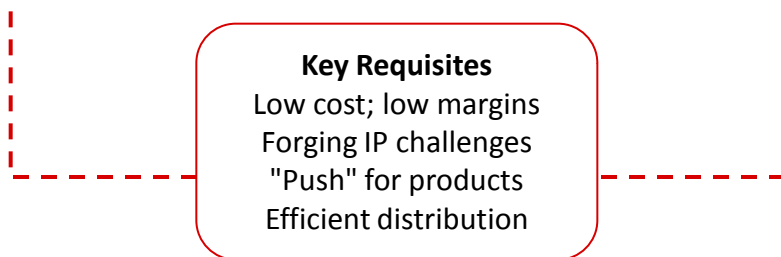 Key Requisites
Low cost; low margins
Forging IP challenges
"Push" for products
Efficient distribution